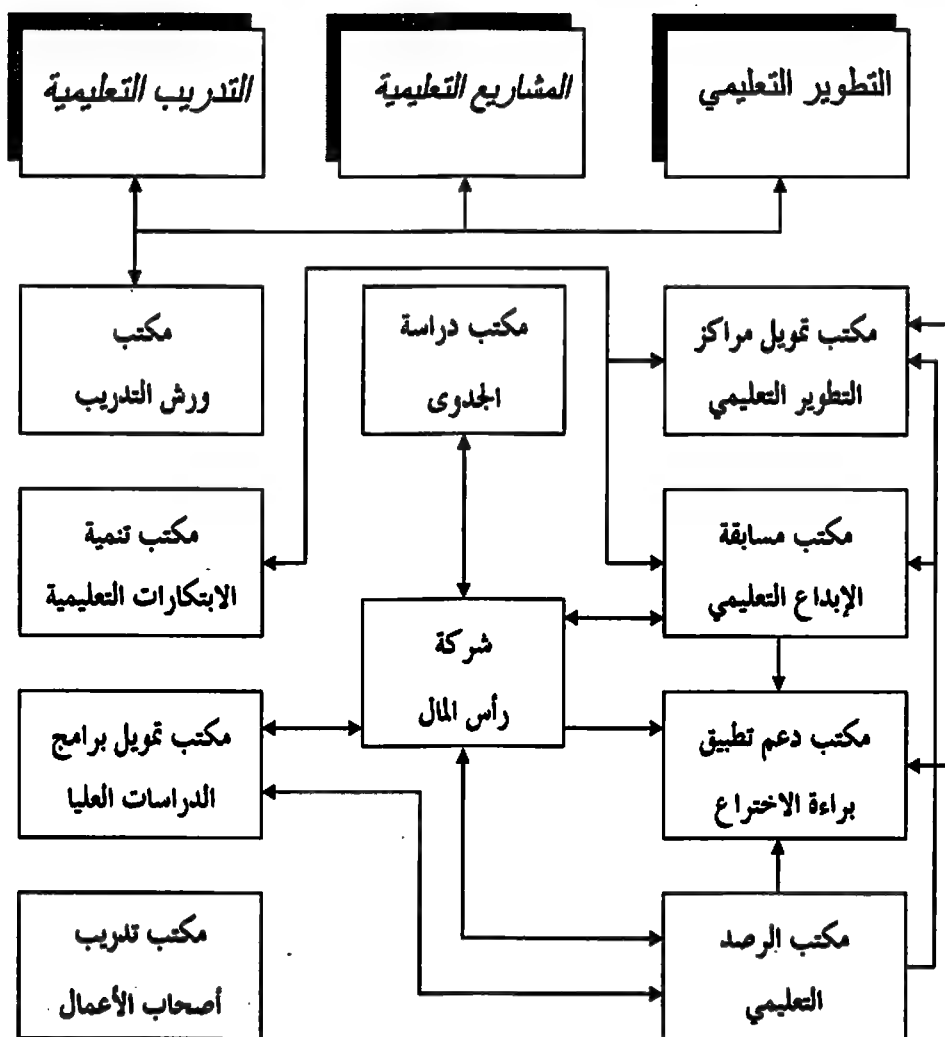 التطوير التعليمي
المشاريع التعليمية
التدريب التعليمية
مكتب تمويل مراكز
التطوير التعليمي
مكتب دراسة
الجدوى
مكتب
ورش التدريب
مكتب مسابقة
الإبداع التعليمي
مكتب تنمية
الابتكارات التعليمية
شركة
رأس المال
مكتب دعم تطبيق
براءة الاختراع
مكتب تمويل برامج
الدراسات العليا
مكتب الرصد
التعليمي
مكتب تدريب
أصحاب الأعمال